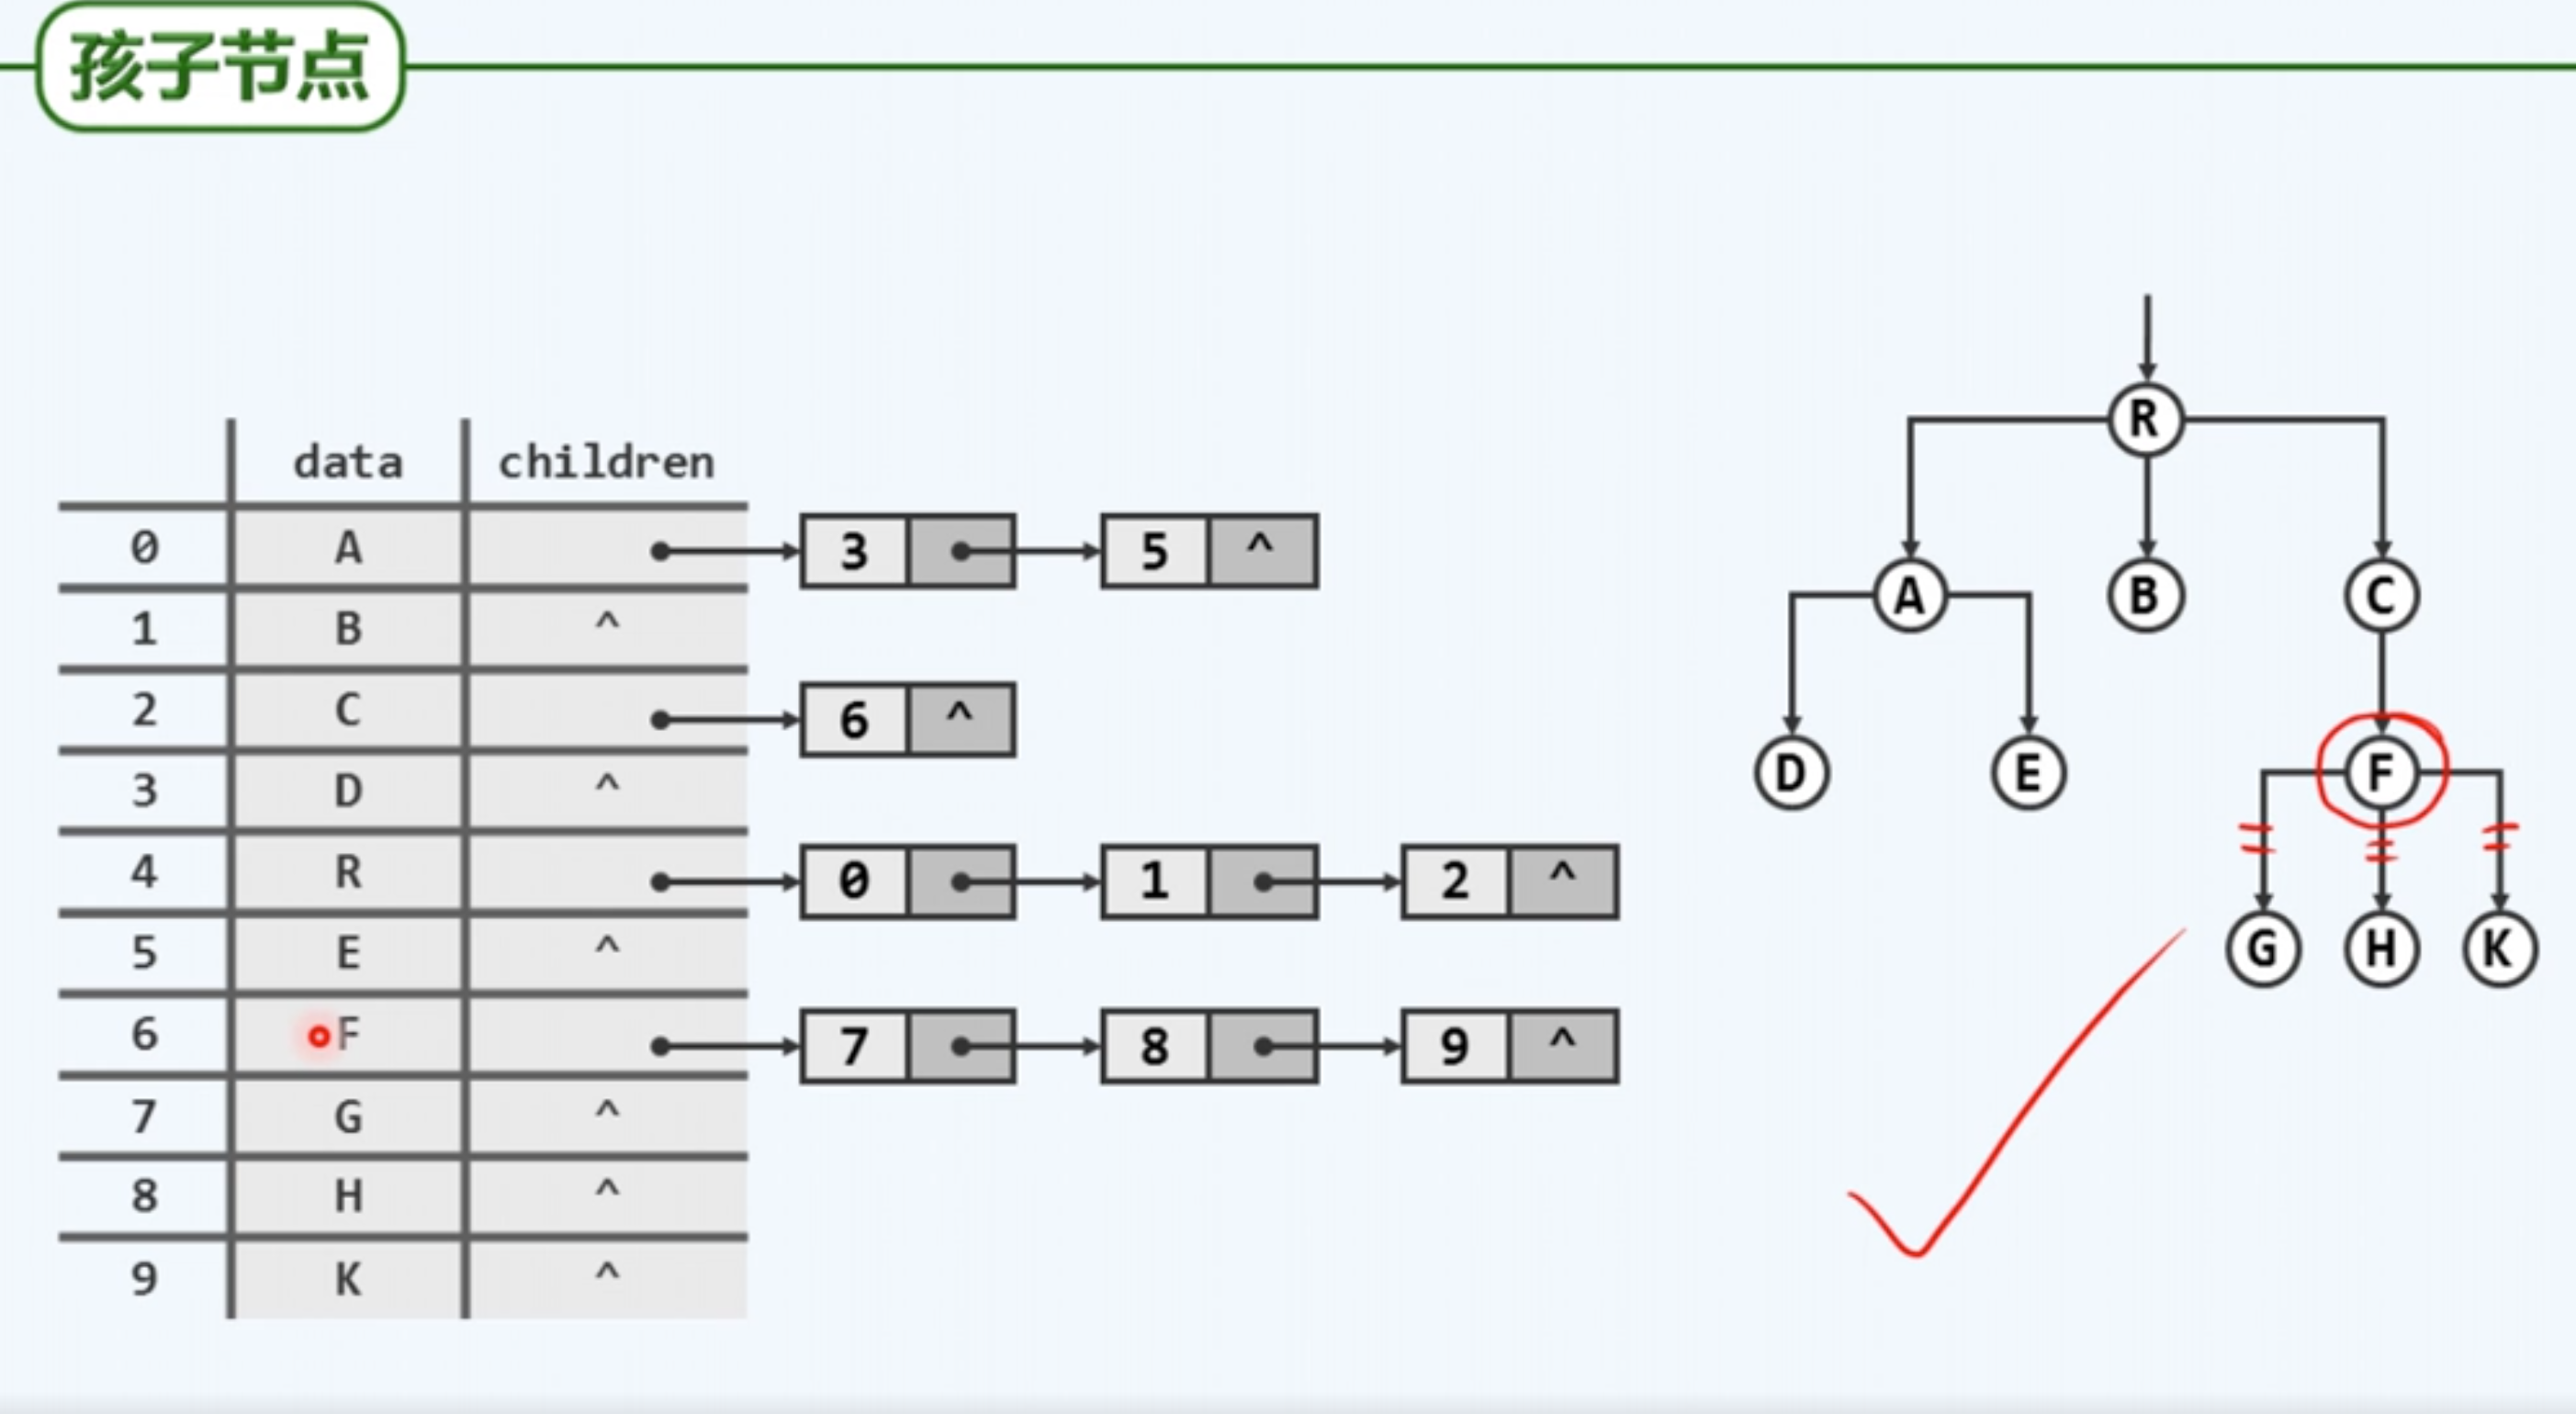 孩子节点
data children
0 A 3 5 ^
1 B ^
2 C 6 ^
3 D ^
4 R 0 1 2 ^
5 E ^
6 F 7 8 9 ^
7 G ^
8 H ^
9 K ^
R
A B C
D E F
G H K